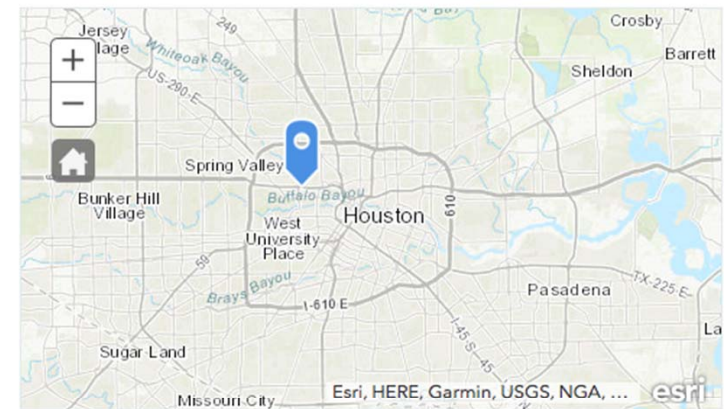 Crosby
Jersey
Village
249
Whiteoak Bayou
Barrett
+
Sheldon
US-290-E
−
Spring Valley
Buffalo Bayou
Bunker Hill
Village
610
Houston
West
University
Place
59
Brays Bayou
TX-225-E
Pasadena
I-610 E
I-45-S
45
La
Sugar Land
Missouri City
Esri, HERE, Garmin, USGS, NGA, ...
esri